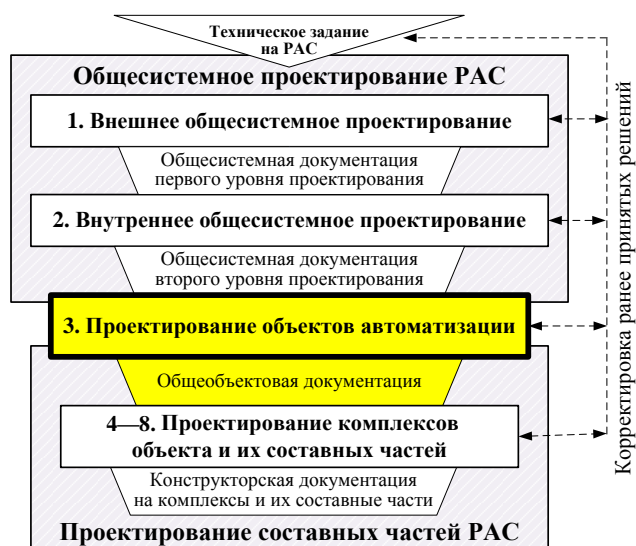 Техническое задание
на РАС
Общесистемное проектирование РАС
1. Внешнее общесистемное проектирование
Общесистемная документация
первого уровня проектирования
2. Внутреннее общесистемное проектирование
Общесистемная документация
второго уровня проектирования
3. Проектирование объектов автоматизации
Общеобъектовая документация
4—8. Проектирование комплексов
объекта и их составных частей
Конструкторская документация
на комплексы и их составные части
Проектирование составных частей РАС
Корректировка ранее принятых решений